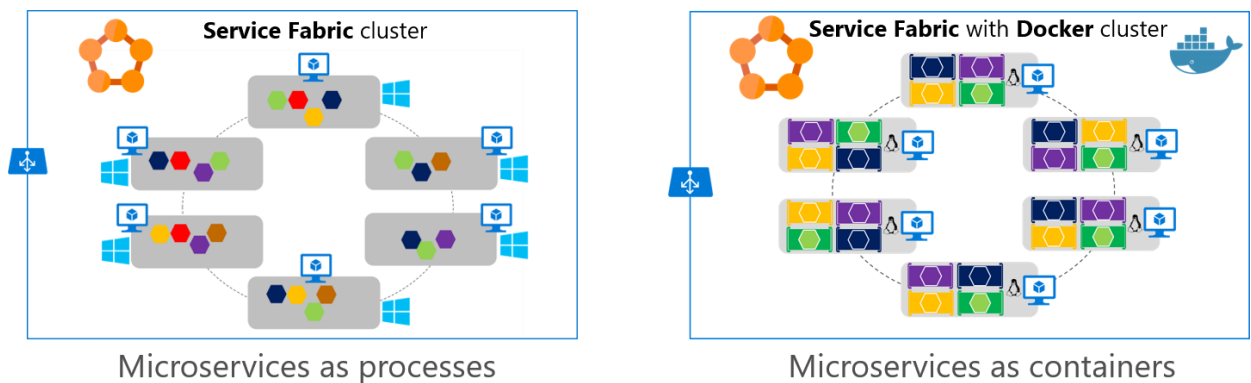 Service Fabric cluster
Service Fabric with Docker cluster
Microservices as processes
Microservices as containers